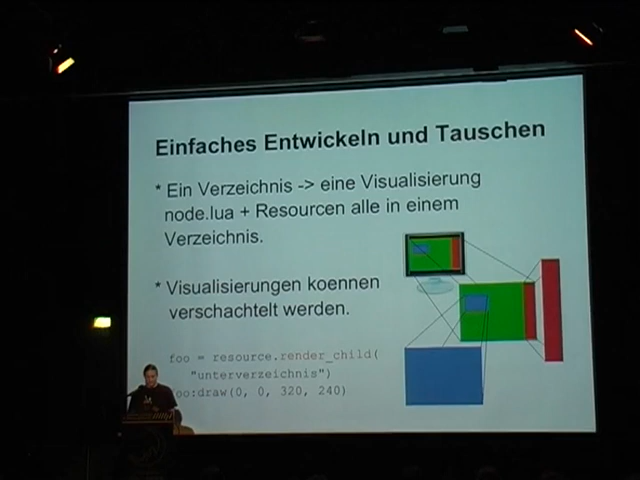 Einfaches Entwickeln und Tauschen
* Ein Verzeichnis -> eine Visualisierung
node.lua + Resourcen alle in einem
Verzeichnis.
* Visualisierungen koennen
verschachtelt werden.
foo = resource.render_child(
"unterverzeichnis")
oo:draw(0, 0, 320, 240)